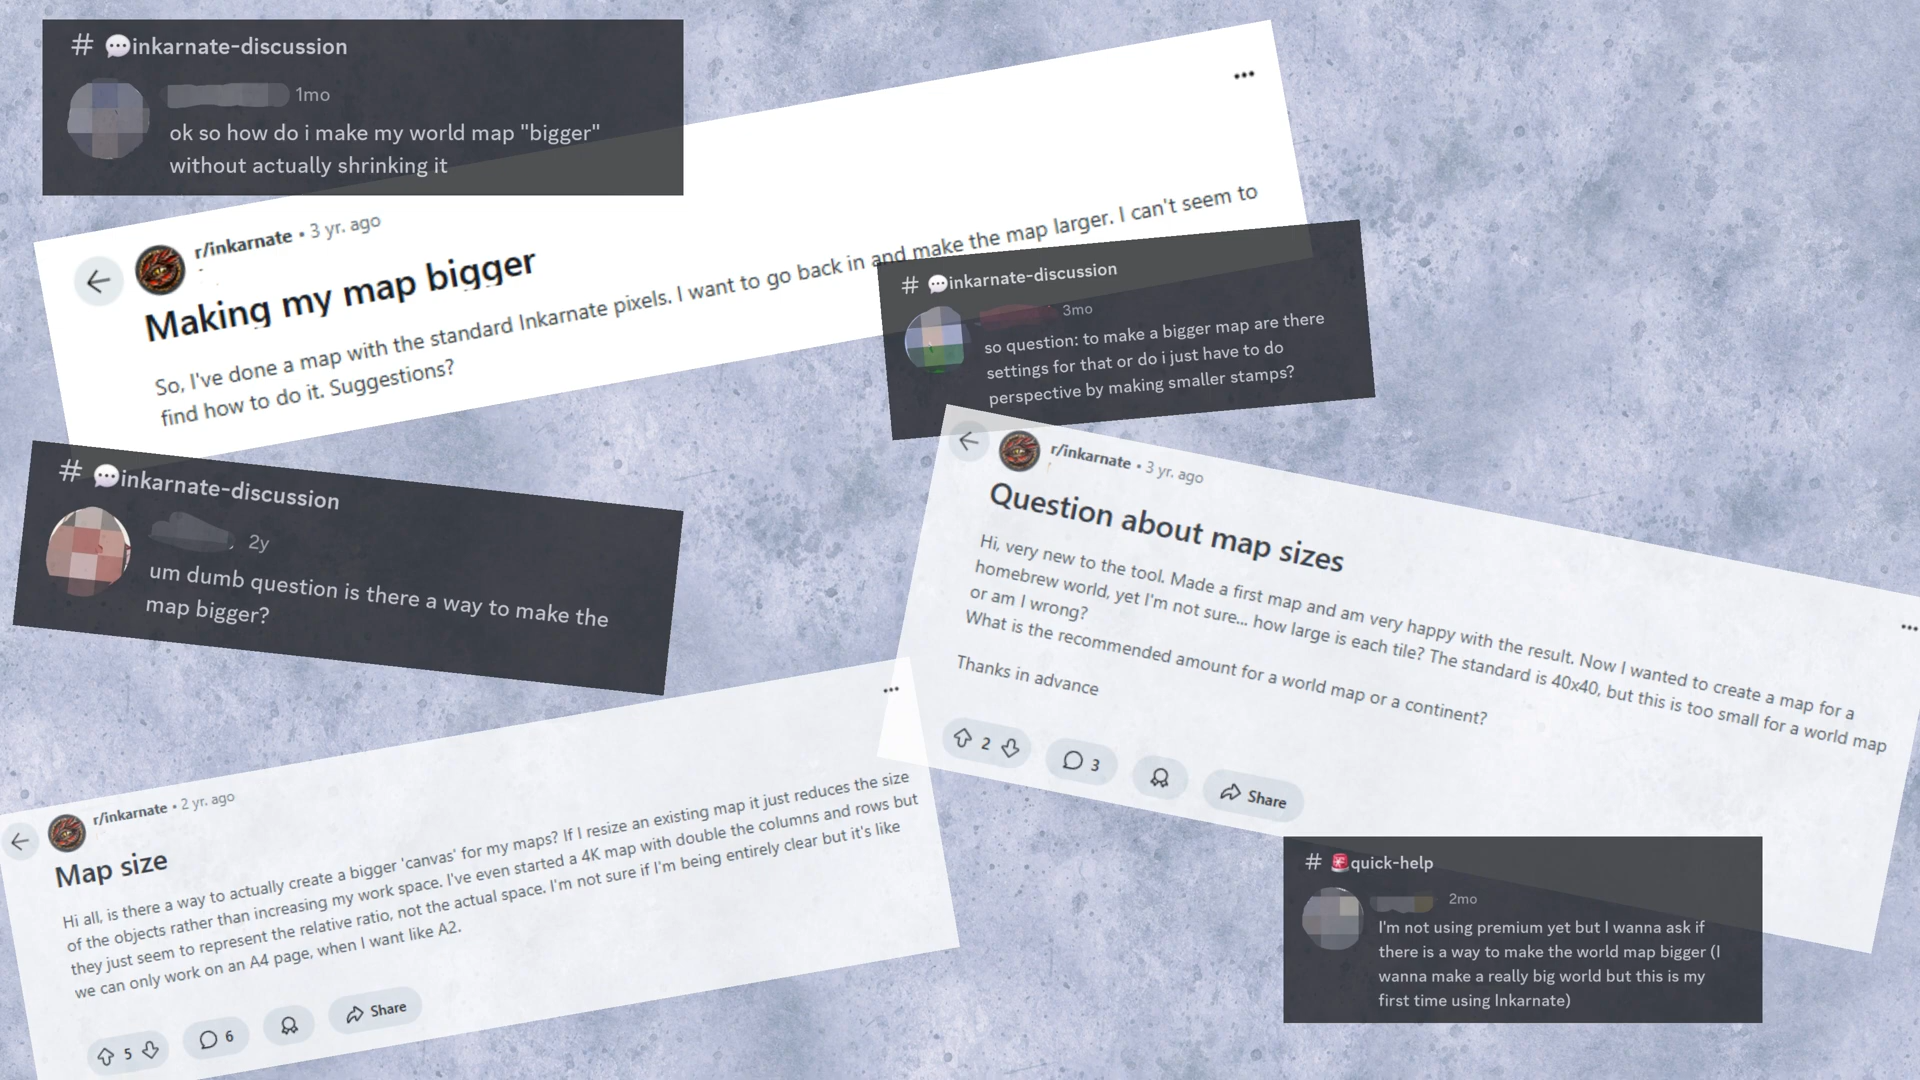 # 💬inkarnate-discussion
1mo
ok so how do i make my world map "bigger"
without actually shrinking it
r/inkarnate • 3 yr. ago
Making my map bigger
So, I've done a map with the standard Inkarnate pixels. I want to go back in and make the map larger. I can't seem to
find how to do it. Suggestions?
# 💬inkarnate-discussion
3mo
so question: to make a bigger map are there
settings for that or do i just have to do
perspective by making smaller stamps?
# 💬inkarnate-discussion
2y
um dumb question is there a way to make the
map bigger?
r/inkarnate • 3 yr. ago
Question about map sizes
Hi, very new to the tool. Made a first map and am very happy with the result. Now I wanted to create a map for a
homebrew world, yet I'm not sure... how large is each tile? The standard is 40x40, but this is too small for a world map
or am I wrong?
What is the recommended amount for a world map or a continent?
Thanks in advance
2
3
Share
r/inkarnate • 2 yr. ago
Map size
Hi all, is there a way to actually create a bigger 'canvas' for my maps? If I resize an existing map it just reduces the size
of the objects rather than increasing my work space. I've even started a 4K map with double the columns and rows but
they just seem to represent the relative ratio, not the actual space. I'm not sure if I'm being entirely clear but it's like
we can only work on an A4 page, when I want like A2.
5
6
Share
# 🚨quick-help
2mo
I'm not using premium yet but I wanna ask if
there is a way to make the world map bigger (I
wanna make a really big world but this is my
first time using Inkarnate)